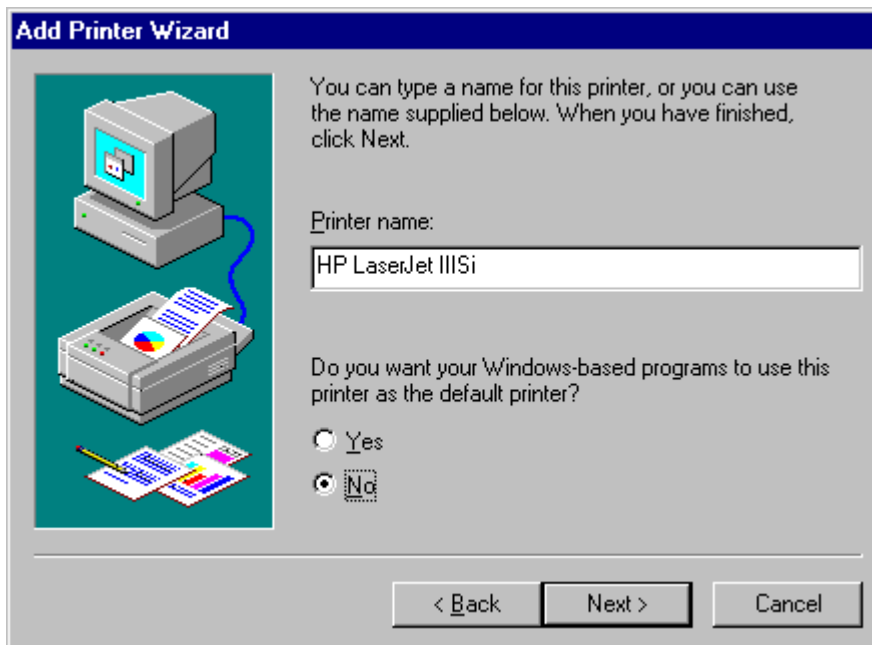 Add Printer Wizard
You can type a name for this printer, or you can use
the name supplied below. When you have finished,
click Next.
Printer name:
HP LaserJet IIISi
Do you want your Windows-based programs to use this
printer as the default printer?
Yes
No
< Back
Next >
Cancel